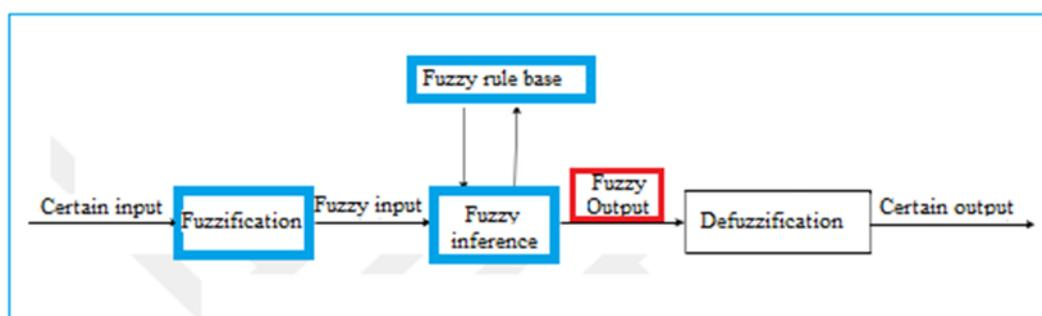 Fuzzy rule base
Certain input
Fuzzification
Fuzzy input
Fuzzy
inference
Fuzzy
Output
Defuzzification
Certain output